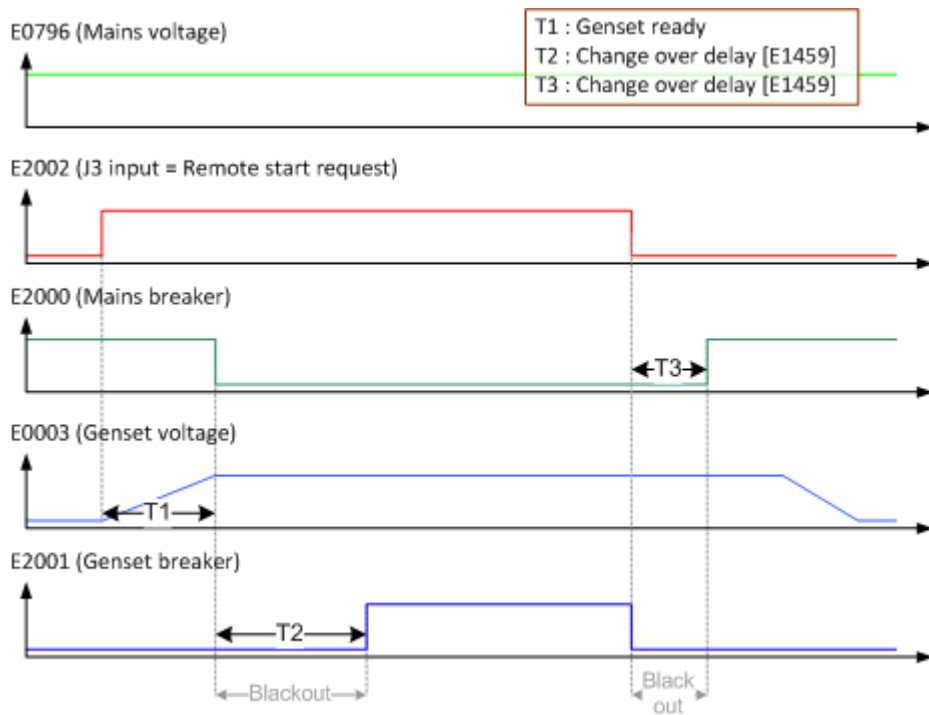 E0796 (Mains voltage)
T1 : Genset ready
T2 : Change over delay [E1459]
T3 : Change over delay [E1459]
E2002 (J3 input = Remote start request)
E2000 (Mains breaker)
T3
E0003 (Genset voltage)
T1
E2001 (Genset breaker)
T2
Blackout
Black
out